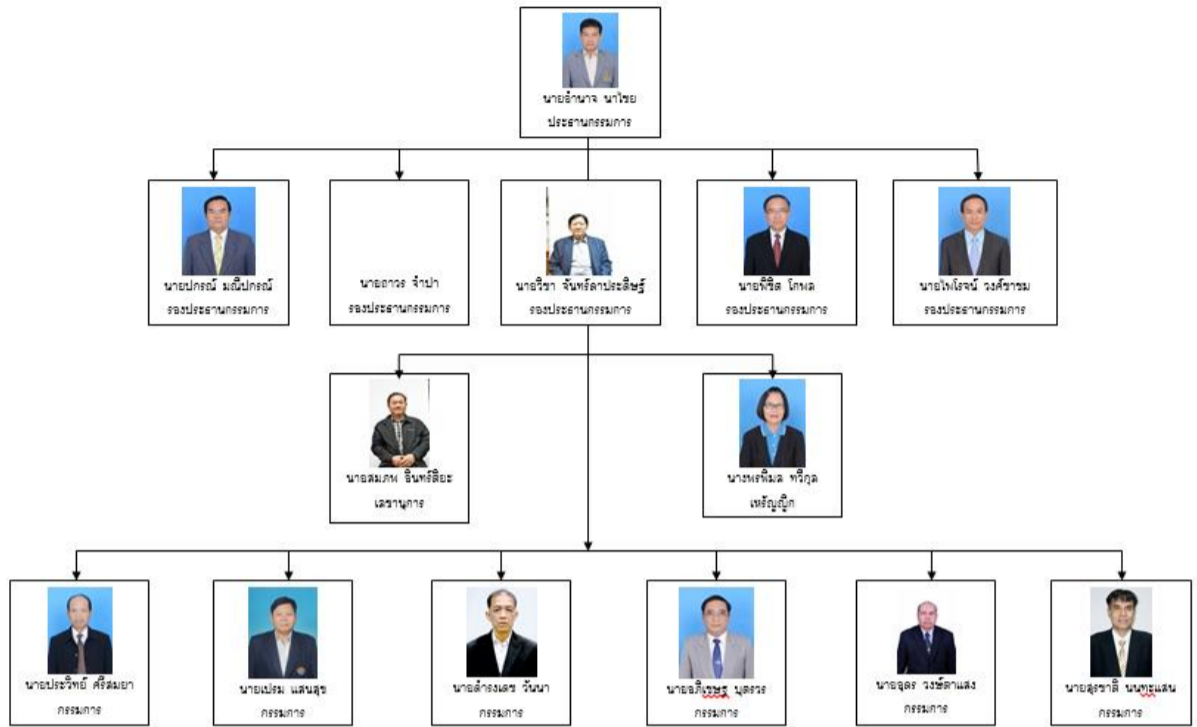 นายอำนาจ นาไชย
ประธานกรรมการ
นายปกรณ์ มณีปกรณ์
รองประธานกรรมการ
นายถาวร จำปา
รองประธานกรรมการ
นายวิชา จันทร์ดาประดิษฐ์
รองประธานกรรมการ
นายพิชิต โกพล
รองประธานกรรมการ
นายไพโรจน์ วงศ์ชาชม
รองประธานกรรมการ
นายสมภพ อินทร์ติยะ
เลขานุการ
นางพรพิมล ทวีกุล
เหรัญญิก
นายประวิทย์ ศรีสมยา
กรรมการ
นายเปรม แสนสุข
กรรมการ
นายดำรงเดช วันนา
กรรมการ
นายอภิเชษฐ บุตรวร
กรรมการ
นายอุดร วงษ์ตาแสง
กรรมการ
นายสุรชาติ นนทะแสน
กรรมการ